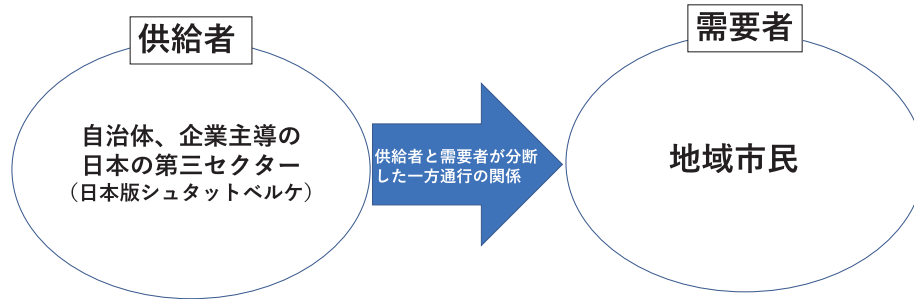 供給者
自治体、企業主導の
日本の第三セクター
（日本版シュタットベルケ）
供給者と需要者が分断
した一方通行の関係
需要者
地域市民